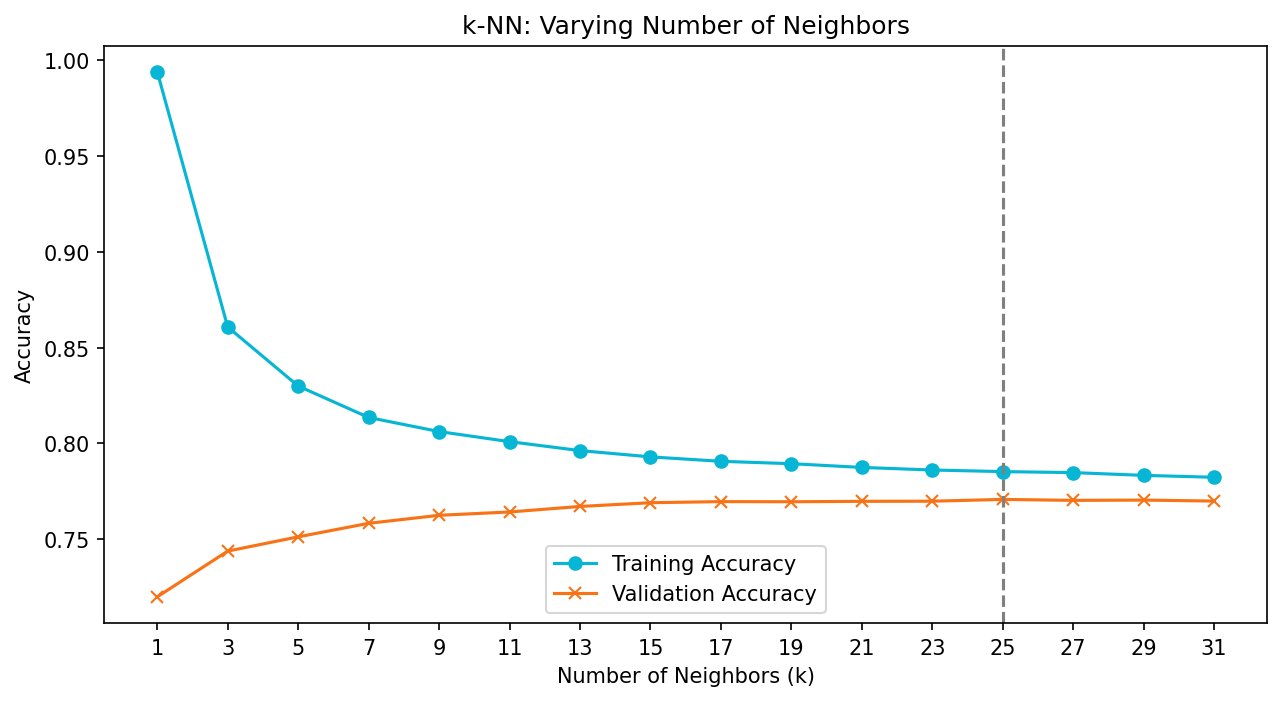 k-NN: Varying Number of Neighbors
1.00
0.95
0.90
0.85
0.80
0.75
Accuracy
Training Accuracy
Validation Accuracy
1 3 5 7 9 11 13 15 17 19 21 23 25 27 29 31
Number of Neighbors (k)